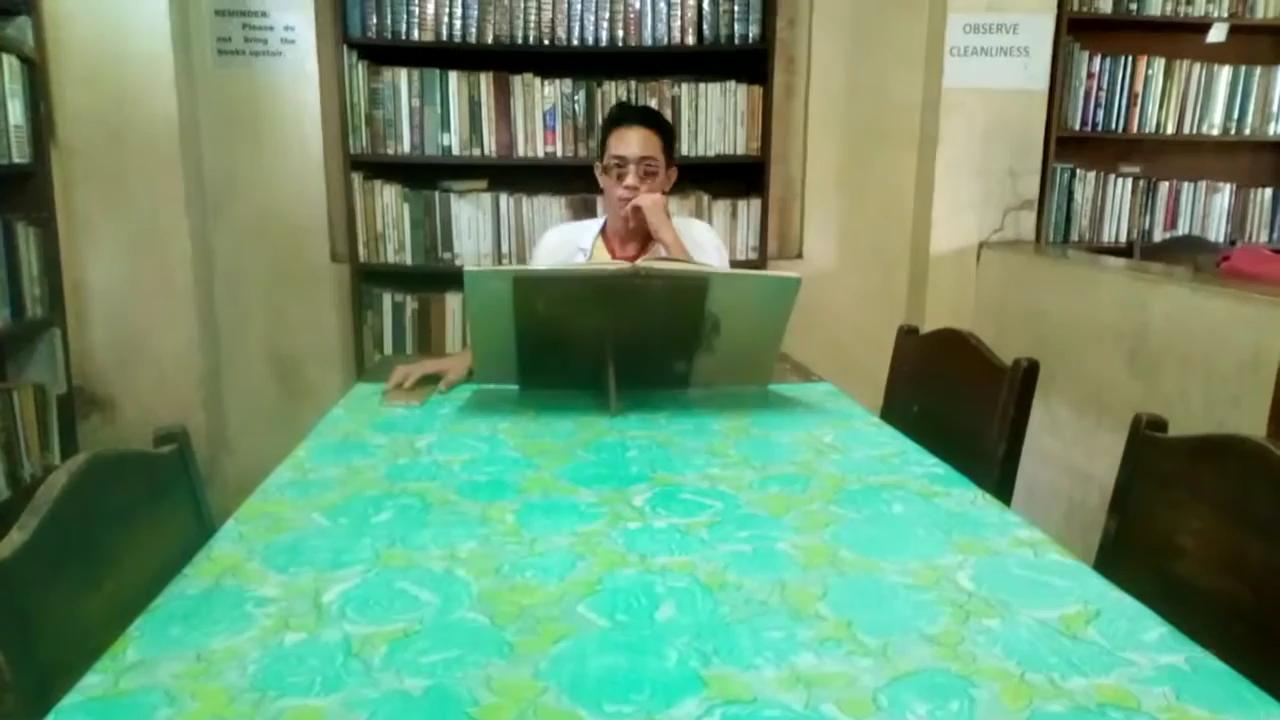 REMINDER:
Please do
not bring the
books upstair.
OBSERVE
CLEANLINESS